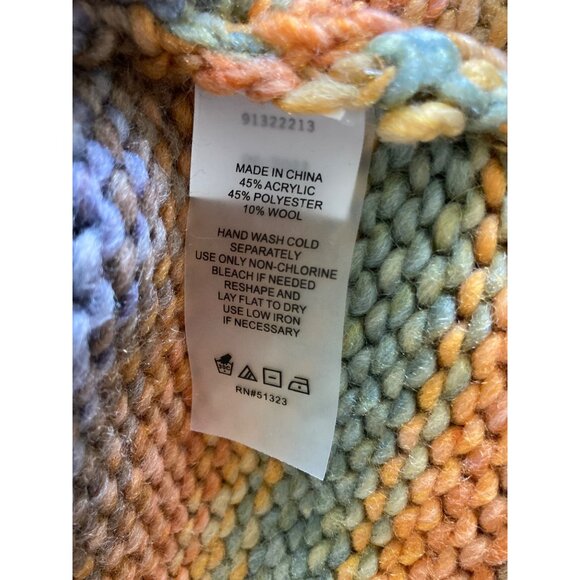 91322213
MADE IN CHINA
45% ACRYLIC
45% POLYESTER
10% WOOL
HAND WASH COLD
SEPARATELY
USE ONLY NON-CHLORINE
BLEACH IF NEEDED
RESHAPE AND
LAY FLAT TO DRY
USE LOW IRON
IF NECESSARY
RN#51323